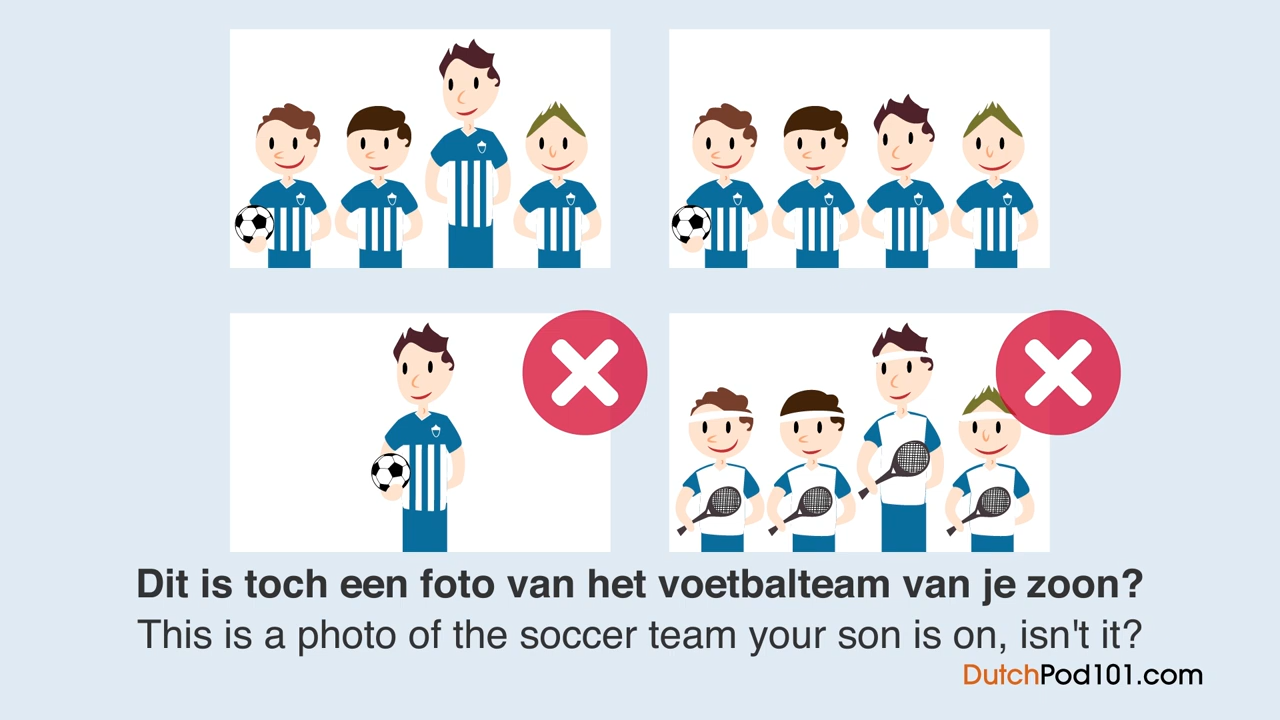 Dit is toch een foto van het voetbalteam van je zoon?
This is a photo of the soccer team your son is on, isn't it?
DutchPod101.com